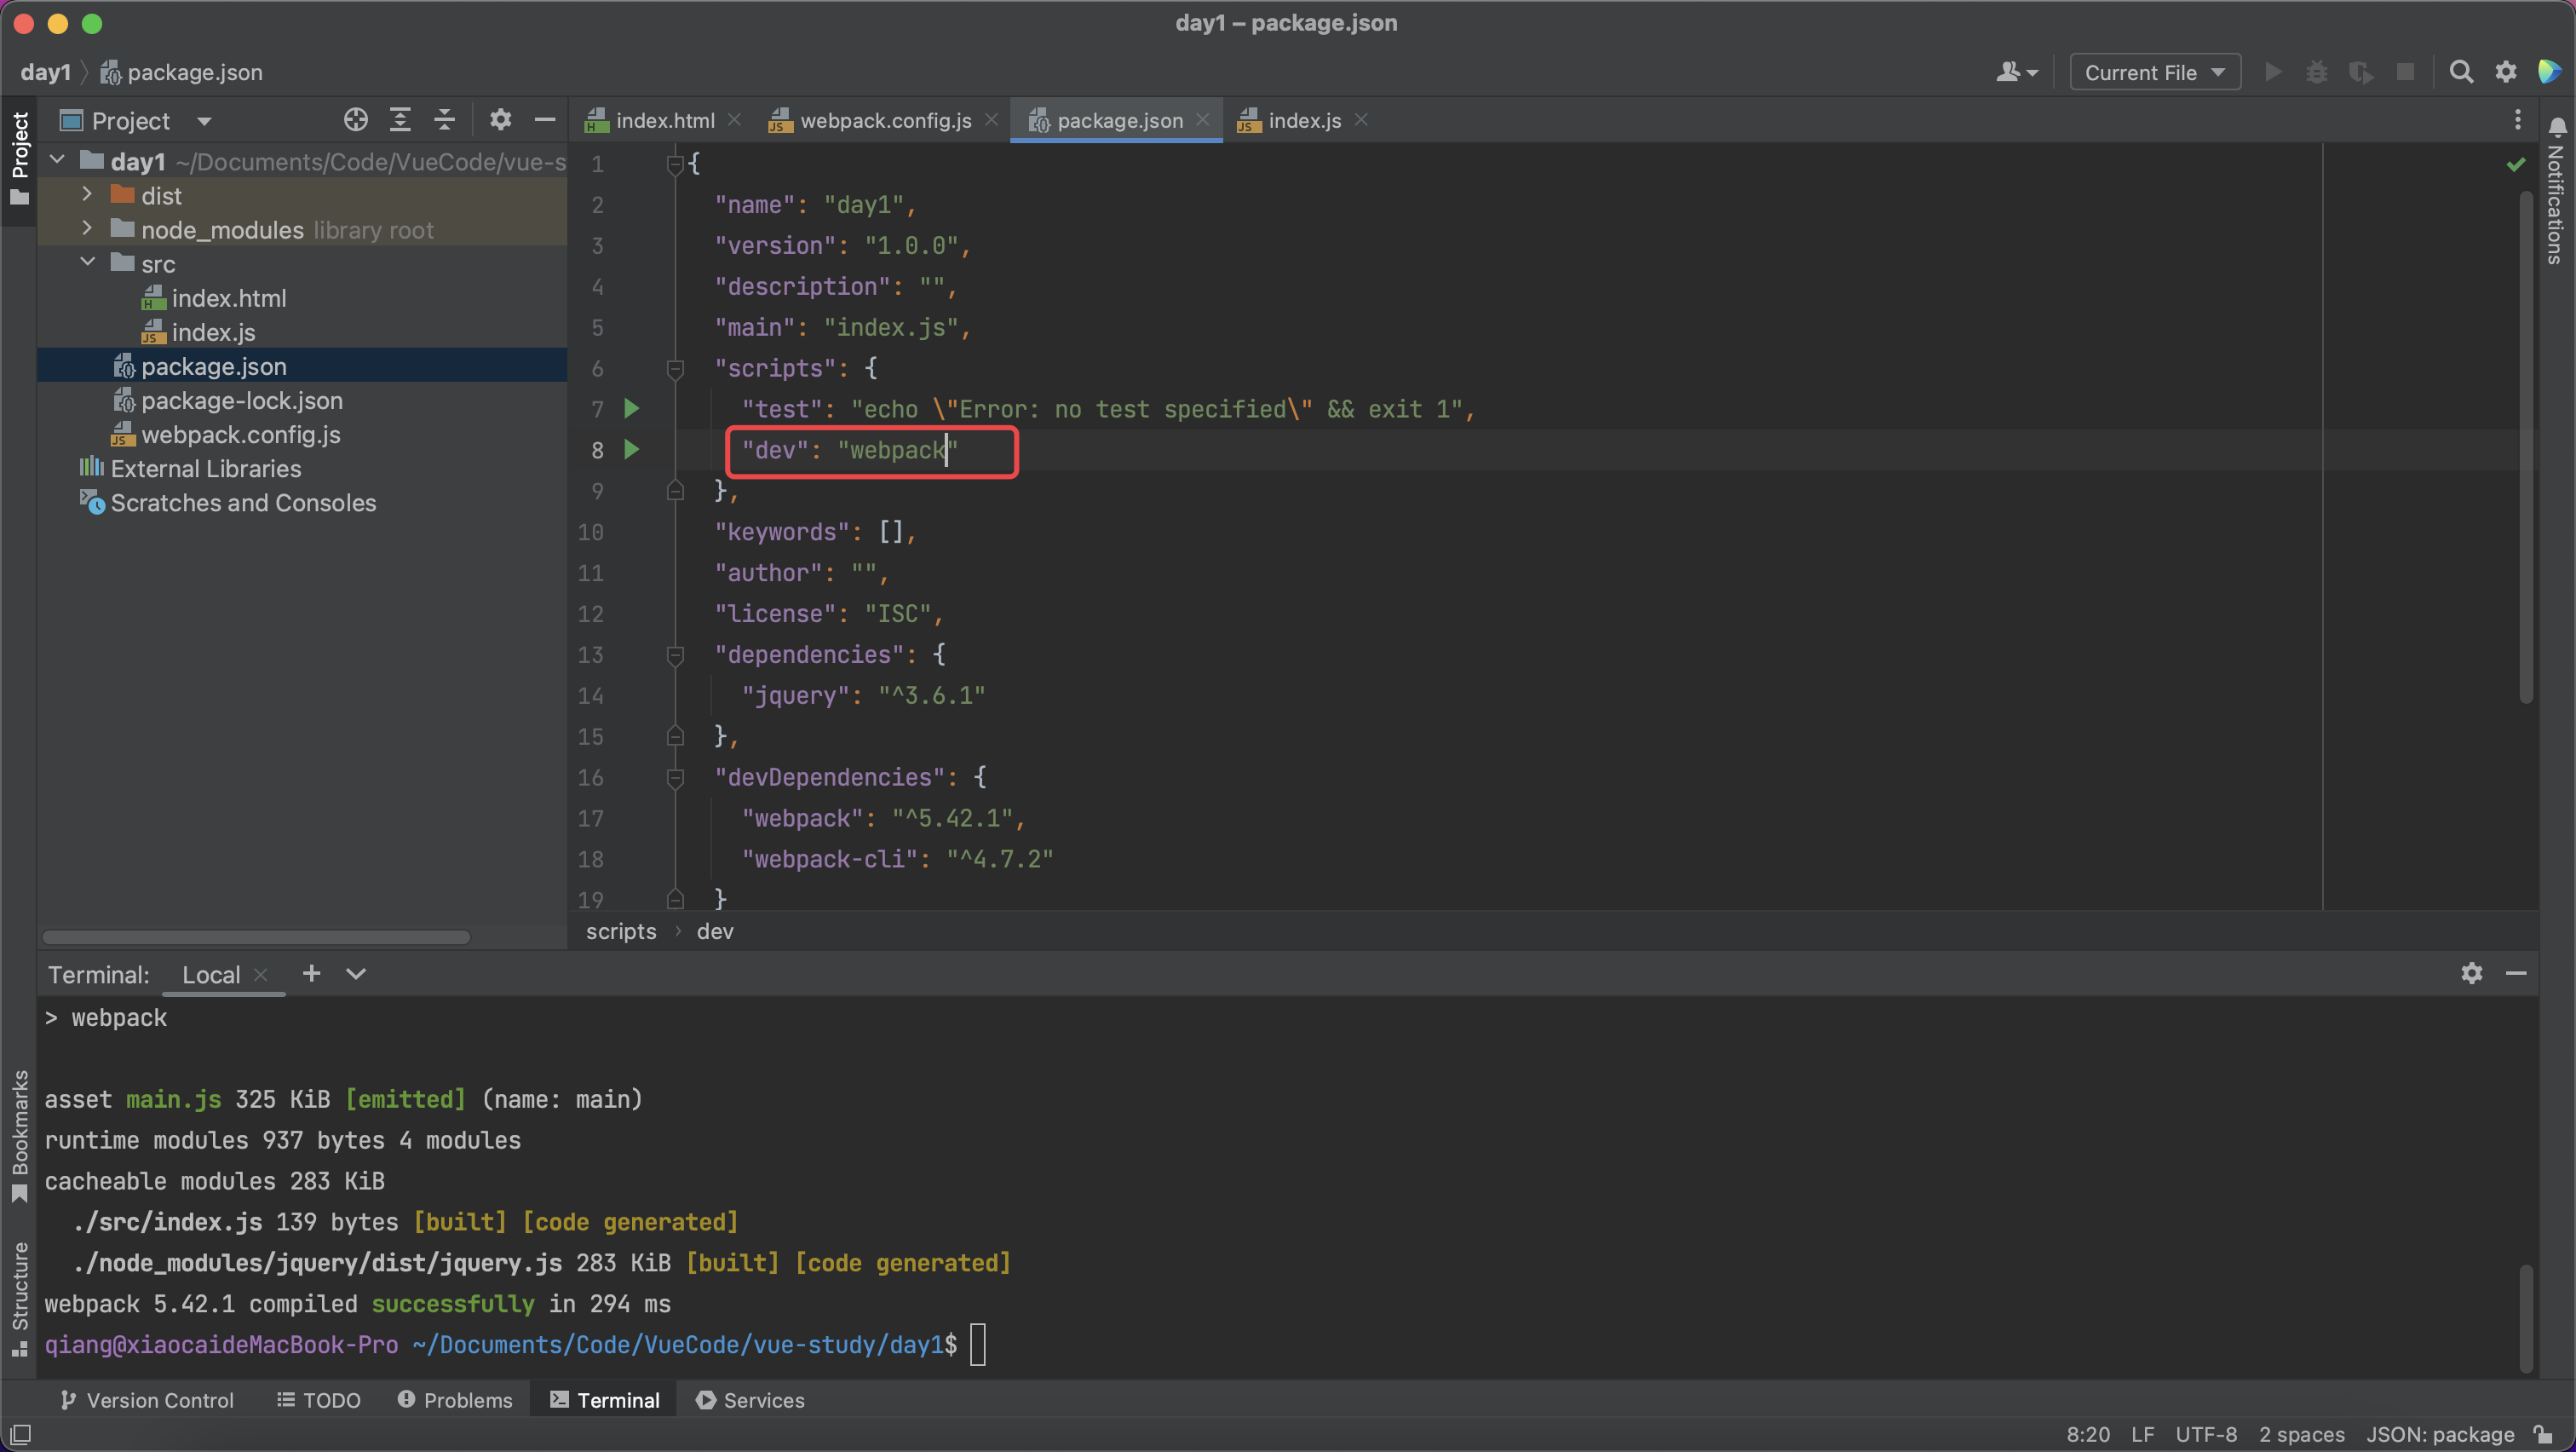 day1 – package.json
day1 package.json
Current File
Project
Project
index.html
webpack.config.js
package.json
index.js
Notifications
day1 ~/Documents/Code/VueCode/vue-s
dist
node_modules library root
src
index.html
index.js
package.json
package-lock.json
webpack.config.js
External Libraries
Scratches and Consoles
1 {
2 "name": "day1",
3 "version": "1.0.0",
4 "description": "",
5 "main": "index.js",
6 "scripts": {
7 "test": "echo \"Error: no test specified\" && exit 1",
8 "dev": "webpack"
9 },
10 "keywords": [],
11 "author": "",
12 "license": "ISC",
13 "dependencies": {
14 "jquery": "^3.6.1"
15 },
16 "devDependencies": {
17 "webpack": "^5.42.1",
18 "webpack-cli": "^4.7.2"
19 }
scripts › dev
Terminal: Local
> webpack
asset main.js 325 KiB [emitted] (name: main)
runtime modules 937 bytes 4 modules
cacheable modules 283 KiB
./src/index.js 139 bytes [built] [code generated]
./node_modules/jquery/dist/jquery.js 283 KiB [built] [code generated]
webpack 5.42.1 compiled successfully in 294 ms
qiang@xiaocaideMacBook-Pro ~/Documents/Code/VueCode/vue-study/day1$
Bookmarks
Structure
Version Control TODO Problems Terminal Services
8:20 LF UTF-8 2 spaces JSON: package